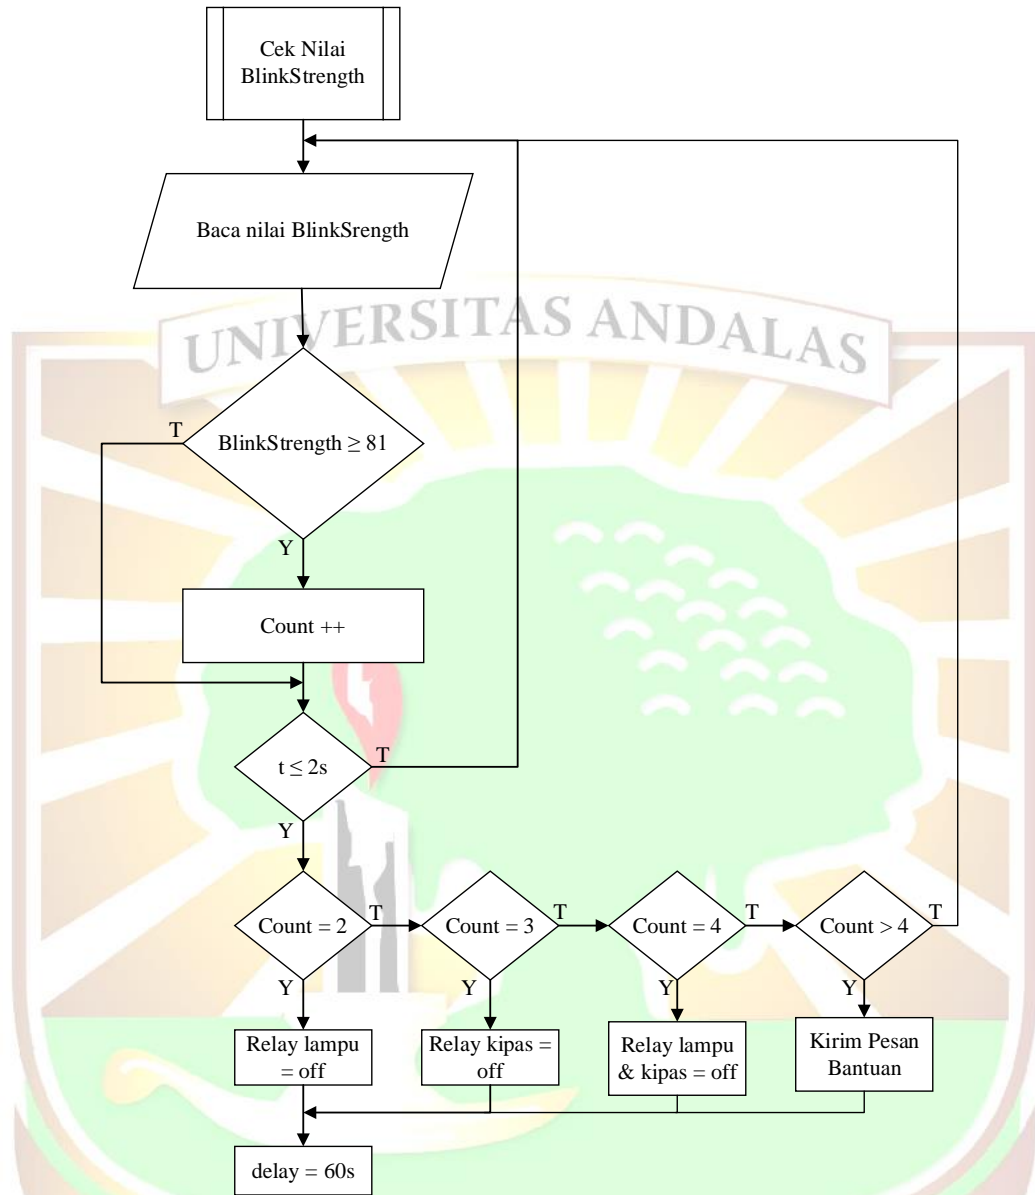 Cek Nilai
BlinkStrength
Baca nilai BlinkSrength
UNIVERSITAS ANDALAS
T
BlinkStrength ≥ 81
Y
Count ++
t ≤ 2s
T
Y
Count = 2
T
Count = 3
T
Count = 4
T
Count > 4
T
Y
Y
Y
Y
Relay lampu
= off
Relay kipas =
off
Relay lampu
& kipas = off
Kirim Pesan
Bantuan
delay = 60s